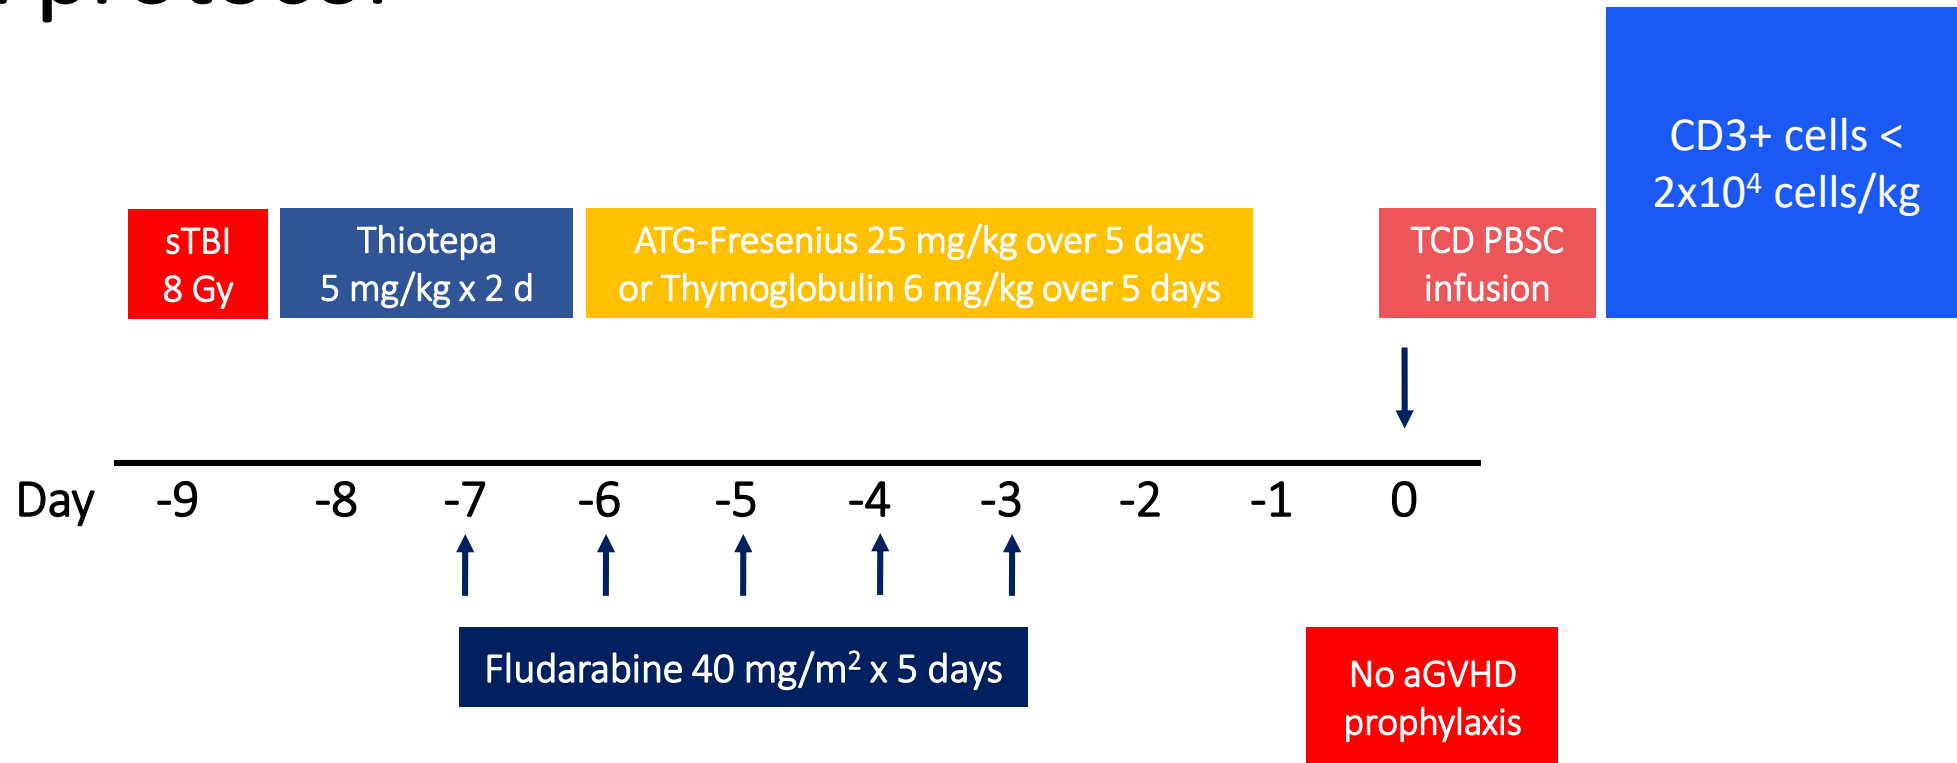 protocol
CD3+ cells <
2x10⁴ cells/kg
sTBI
8 Gy
Thiotepa
5 mg/kg x 2 d
ATG-Fresenius 25 mg/kg over 5 days
or Thymoglobulin 6 mg/kg over 5 days
TCD PBSC
infusion
Day -9 -8 -7 -6 -5 -4 -3 -2 -1 0
Fludarabine 40 mg/m² x 5 days
No aGVHD
prophylaxis